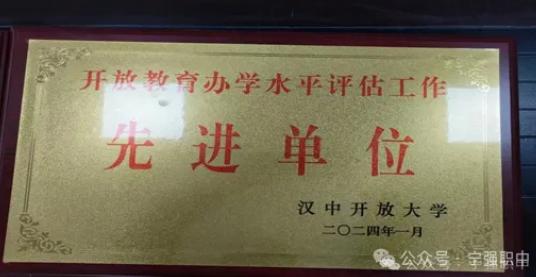 开放教育办学水平评估工作
先进单位
汉中开放大学
二〇二四年一月
公众号·宁强职中